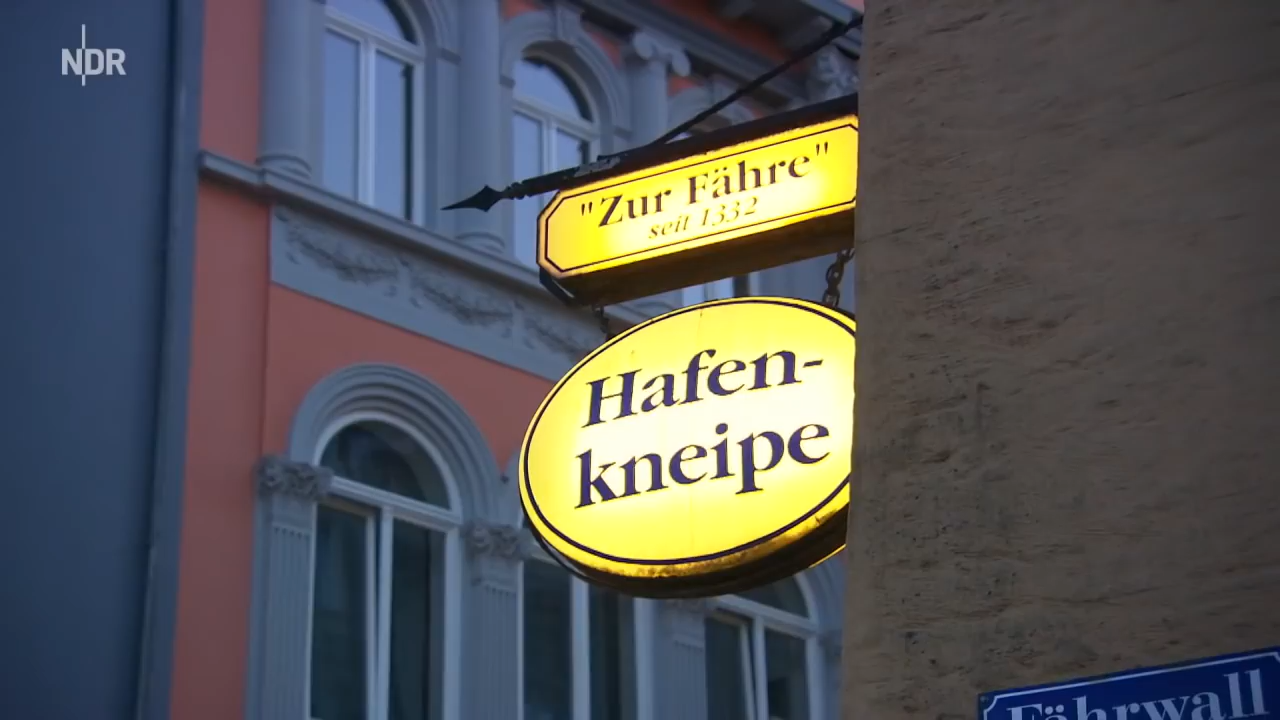 NDR
"Zur Fähre"
seit 1332
Hafen-
kneipe
Fährwall